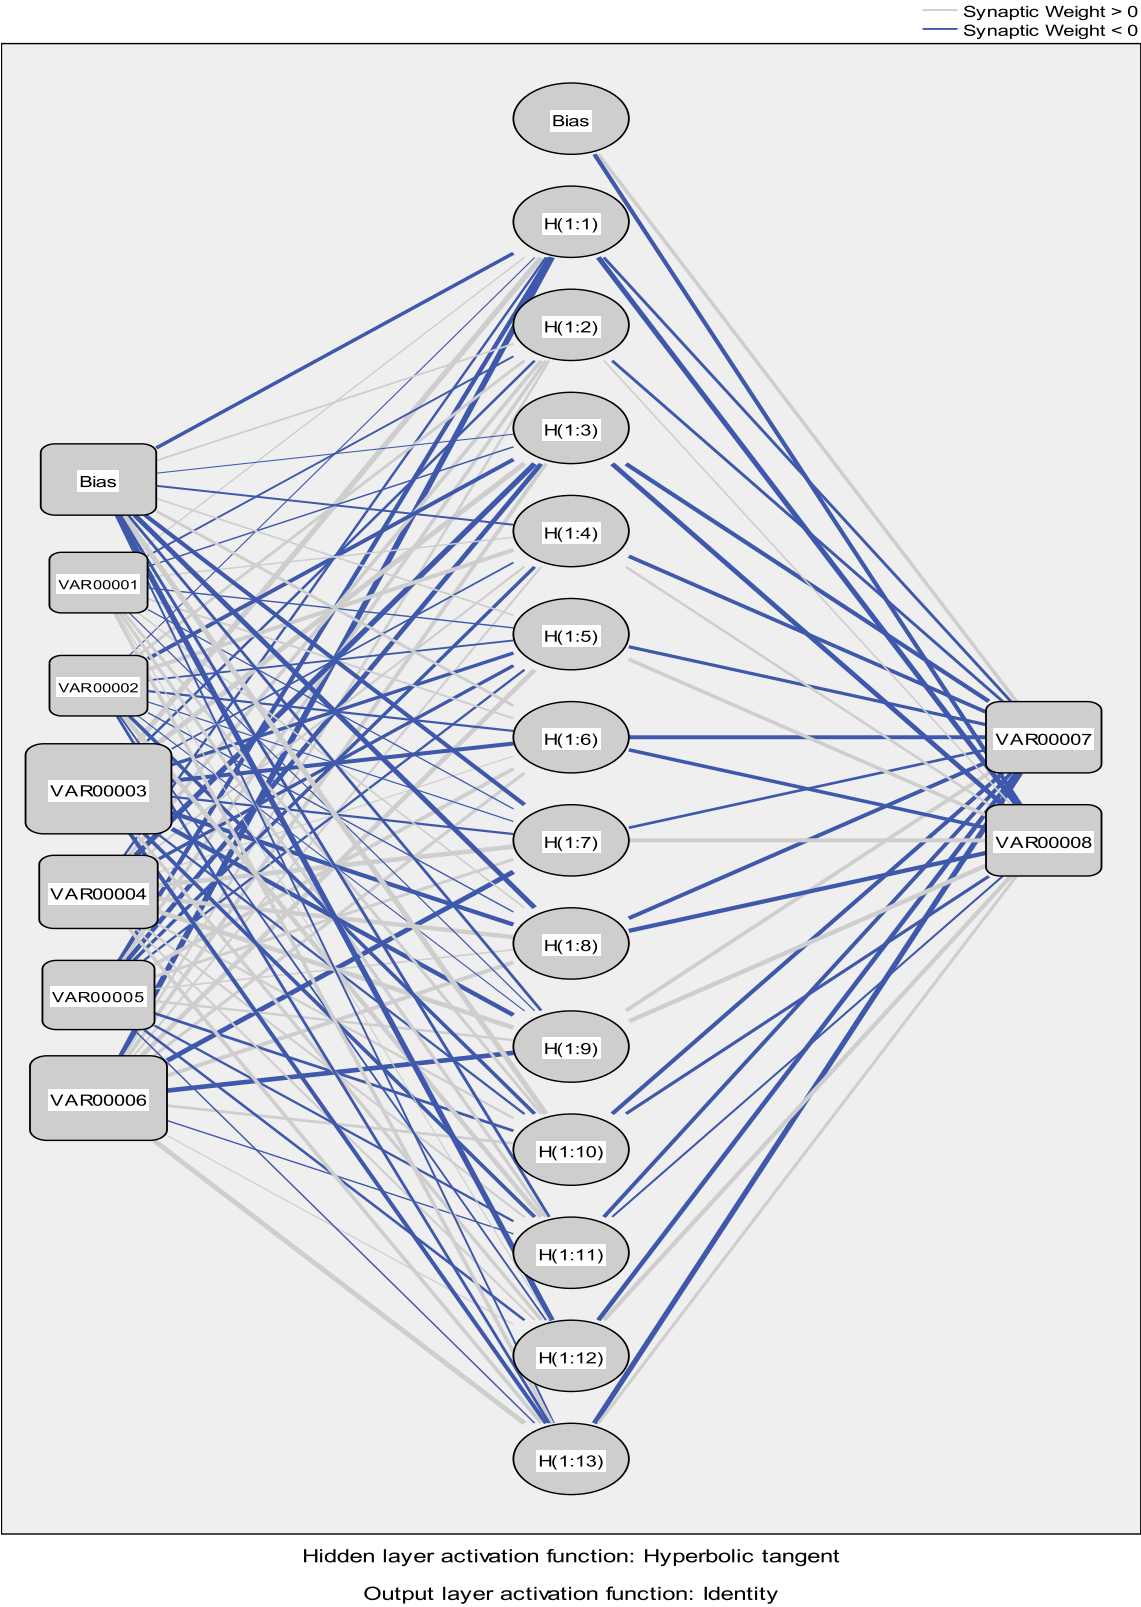 Synaptic Weight > 0
Synaptic Weight < 0
Bias
H(1:1)
H(1:2)
H(1:3)
Bias
H(1:4)
VAR00001
H(1:5)
VAR00002
H(1:6)
VAR00007
VAR00003
H(1:7)
VAR00008
VAR00004
H(1:8)
VAR00005
H(1:9)
VAR00006
H(1:10)
H(1:11)
H(1:12)
H(1:13)
Hidden layer activation function: Hyperbolic tangent
Output layer activation function: Identity